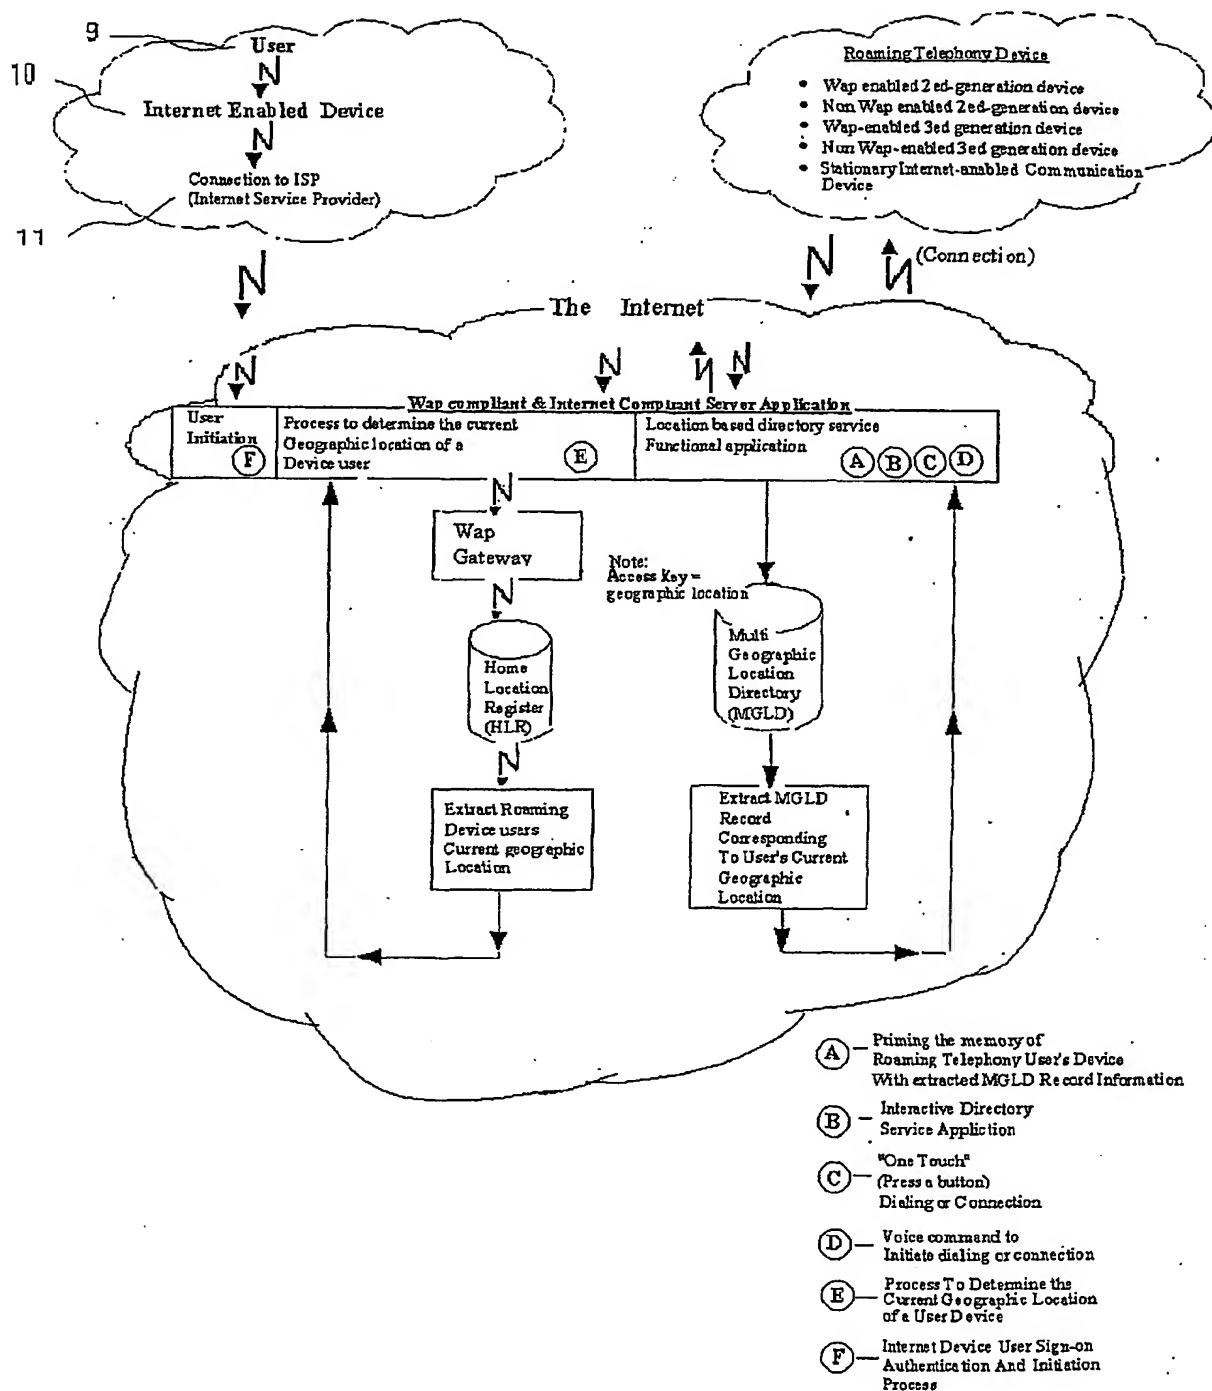 9
User
10
Internet Enabled Device
Connection to ISP
(Internet Service Provider)
11
Roaming Telephony Device
• Wap enabled 2ed-generation device
• Non Wap enabled 2ed-generation device
• Wap-enabled 3ed generation device
• Non Wap-enabled 3ed generation device
• Stationary Internet-anabled Communication
Device
(Connection)
The Internet
Wap compliant & Internet Compliant Server Application
User
Initiation
F
Process to determine the current
Geographic location of a
Device user
E
Location based directory service
Functional application
A B C D
Wap
Gateway
Note:
Access Key=
geographic location
Home
Location
Register
(HLR)
Multi
Geographic
Location
Directory
(MGLD)
Extract Roaming
Device users
Current geographic
Location
Extract MGLD
Record
Corresponding
To User's Current
Geographic
Location
A — Priming the memory of
Roaming Telephony User's Device
With extracted MGLD Record Information
B — Interactive Directory
Service Appliction
C — "One Touch"
(Press a button)
Dialing or Connection
D — Voice command to
Initiate dialing or connection
E — Process To Determine the
Current Geographic Location
of a User Device
F — Internet Device User Sign-on
Authentication And Initiation
Process